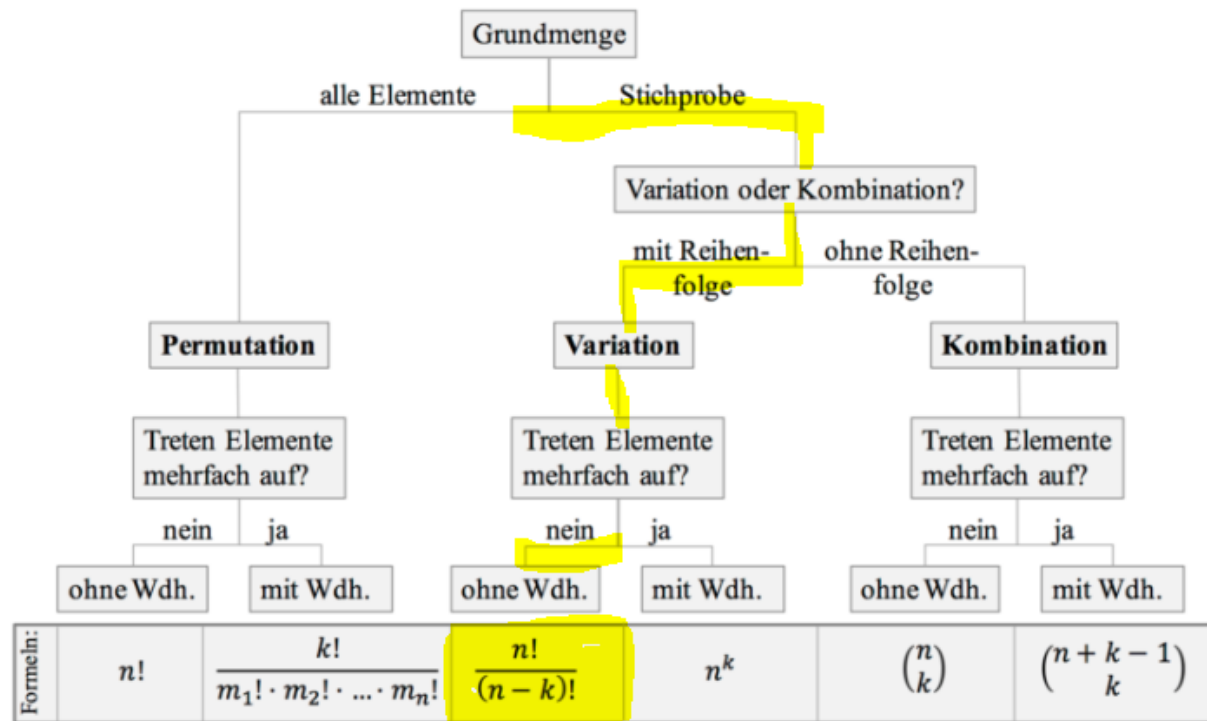 Grundmenge
alle Elemente Stichprobe
Variation oder Kombination?
mit Reihen-
folge
ohne Reihen-
folge
Permutation Variation Kombination
Treten Elemente
mehrfach auf?
Treten Elemente
mehrfach auf?
Treten Elemente
mehrfach auf?
nein ja nein ja nein ja
ohne Wdh. mit Wdh. ohne Wdh. mit Wdh. ohne Wdh. mit Wdh.
Formeln:
n!
k!
m₁! · m₂! · … · mₙ!
n!
(n − k)!
nᵏ
(n
k)
(n + k − 1
k)